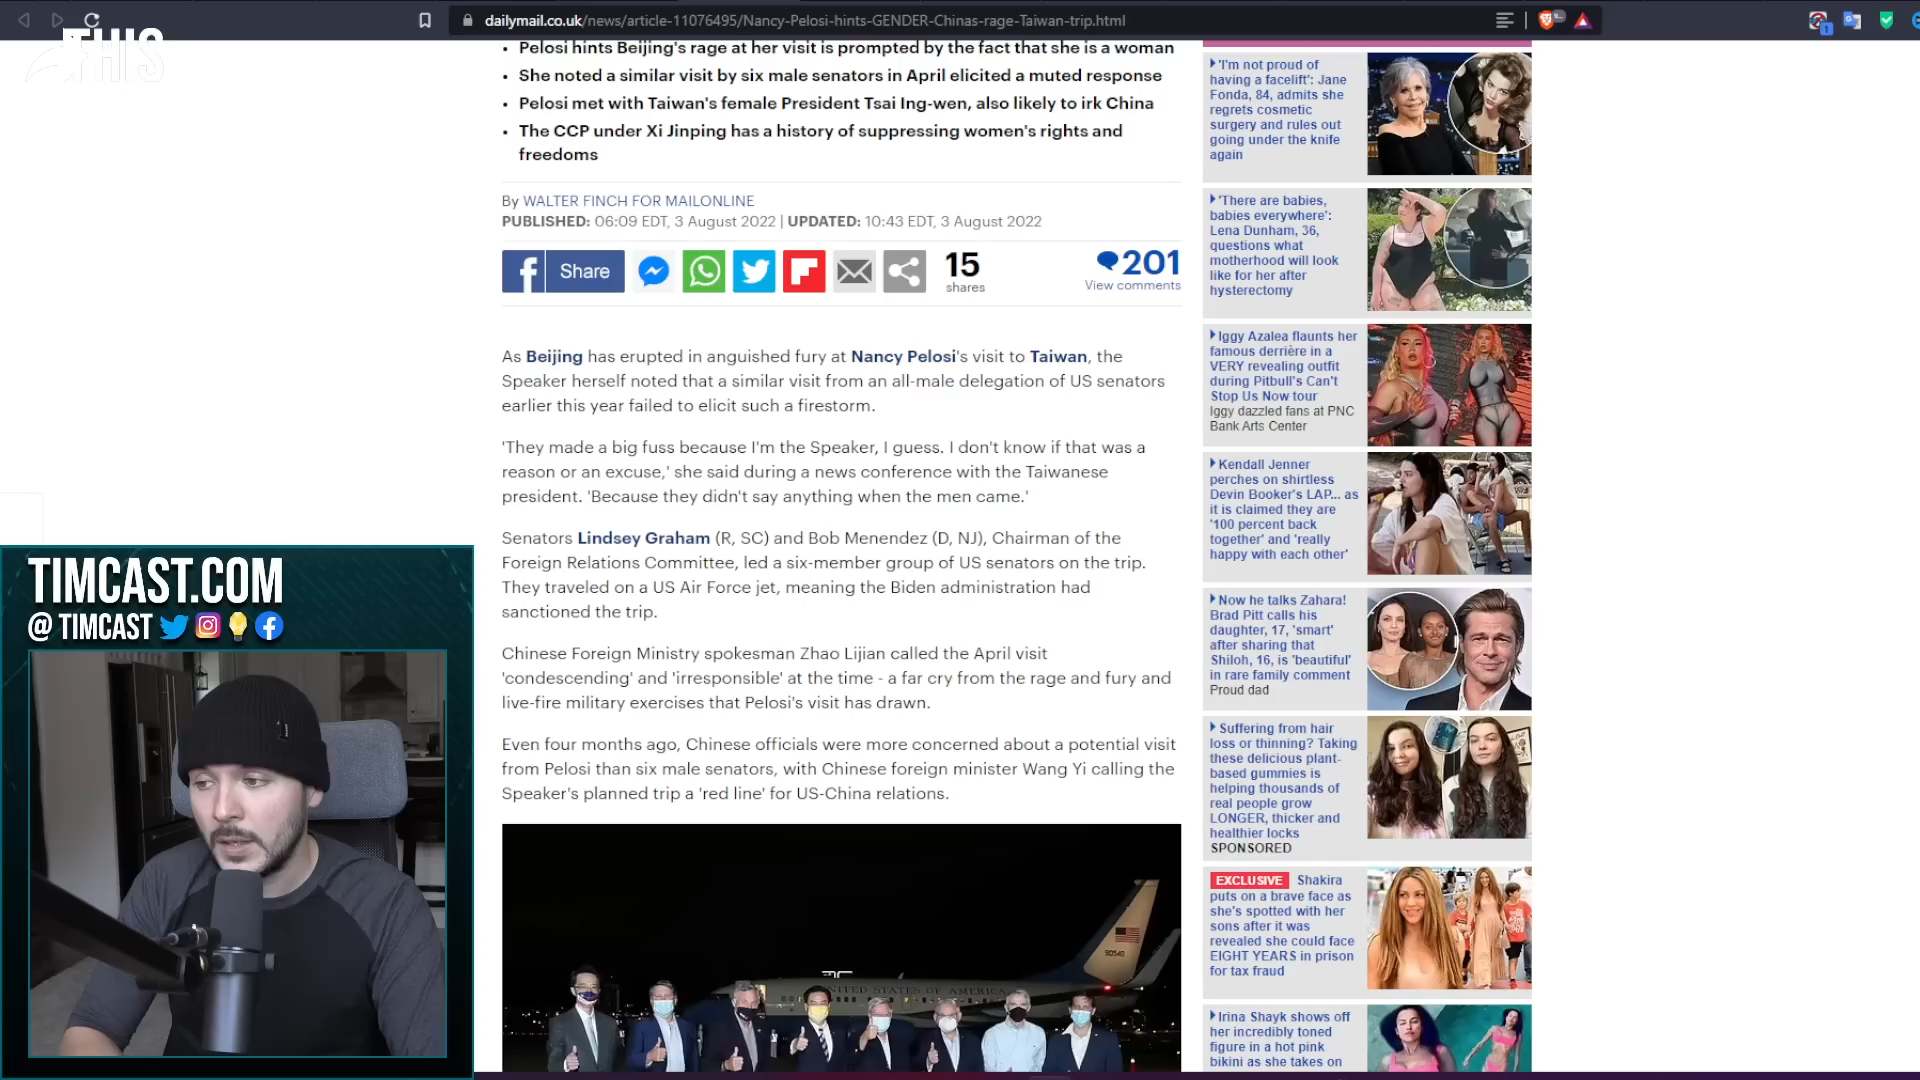 dailymail.co.uk/news/article-11076495/Nancy-Pelosi-hints-GENDER-Chinas-rage-Taiwan-trip.html
THIS
• Pelosi hints Beijing's rage at her visit is prompted by the fact that she is a woman
• She noted a similar visit by six male senators in April elicited a muted response
• Pelosi met with Taiwan's female President Tsai Ing-wen, also likely to irk China
• The CCP under Xi Jinping has a history of suppressing women's rights and
freedoms
By WALTER FINCH FOR MAILONLINE
PUBLISHED: 06:09 EDT, 3 August 2022 | UPDATED: 10:43 EDT, 3 August 2022
f Share
15
shares
201
View comments
As Beijing has erupted in anguished fury at Nancy Pelosi's visit to Taiwan, the
Speaker herself noted that a similar visit from an all-male delegation of US senators
earlier this year failed to elicit such a firestorm.
'They made a big fuss because I'm the Speaker, I guess. I don't know if that was a
reason or an excuse,' she said during a news conference with the Taiwanese
president. 'Because they didn't say anything when the men came.'
Senators Lindsey Graham (R, SC) and Bob Menendez (D, NJ), Chairman of the
Foreign Relations Committee, led a six-member group of US senators on the trip.
They traveled on a US Air Force jet, meaning the Biden administration had
sanctioned the trip.
Chinese Foreign Ministry spokesman Zhao Lijian called the April visit
'condescending' and 'irresponsible' at the time - a far cry from the rage and fury and
live-fire military exercises that Pelosi's visit has drawn.
Even four months ago, Chinese officials were more concerned about a potential visit
from Pelosi than six male senators, with Chinese foreign minister Wang Yi calling the
Speaker's planned trip a 'red line' for US-China relations.
UNITED STATES OF AMERICA
90540
TIMCAST.COM
@ TIMCAST
'I'm not proud of
having a facelift': Jane
Fonda, 84, admits she
regrets cosmetic
surgery and rules out
going under the knife
again
'There are babies,
babies everywhere':
Lena Dunham, 36,
questions what
motherhood will look
like for her after
hysterectomy
Iggy Azalea flaunts her
famous derrière in a
VERY revealing outfit
during Pitbull's Can't
Stop Us Now tour
Iggy dazzled fans at PNC
Bank Arts Center
Kendall Jenner
perches on shirtless
Devin Booker's LAP... as
it is claimed they are
'100 percent back
together' and 'really
happy with each other'
Now he talks Zahara!
Brad Pitt calls his
daughter, 17, 'smart'
after sharing that
Shiloh, 16, is 'beautiful'
in rare family comment
Proud dad
Suffering from hair
loss or thinning? Taking
these delicious plant-
based gummies is
helping thousands of
real people grow
LONGER, thicker and
healthier locks
SPONSORED
EXCLUSIVE Shakira
puts on a brave face as
she's spotted with her
sons after it was
revealed she could face
EIGHT YEARS in prison
for tax fraud
Irina Shayk shows off
her incredibly toned
figure in a hot pink
bikini as she takes on